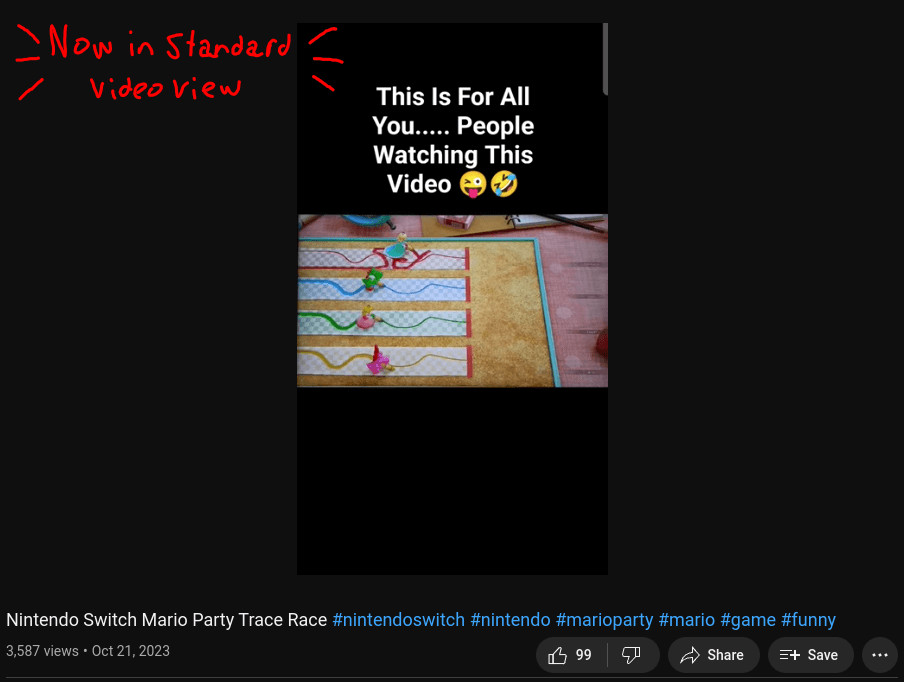 Now in Standard
video view
This Is For All
You..... People
Watching This
Video 😜🤣
Nintendo Switch Mario Party Trace Race #nintendoswitch #nintendo #marioparty #mario #game #funny
3,587 views • Oct 21, 2023
99
Share
Save